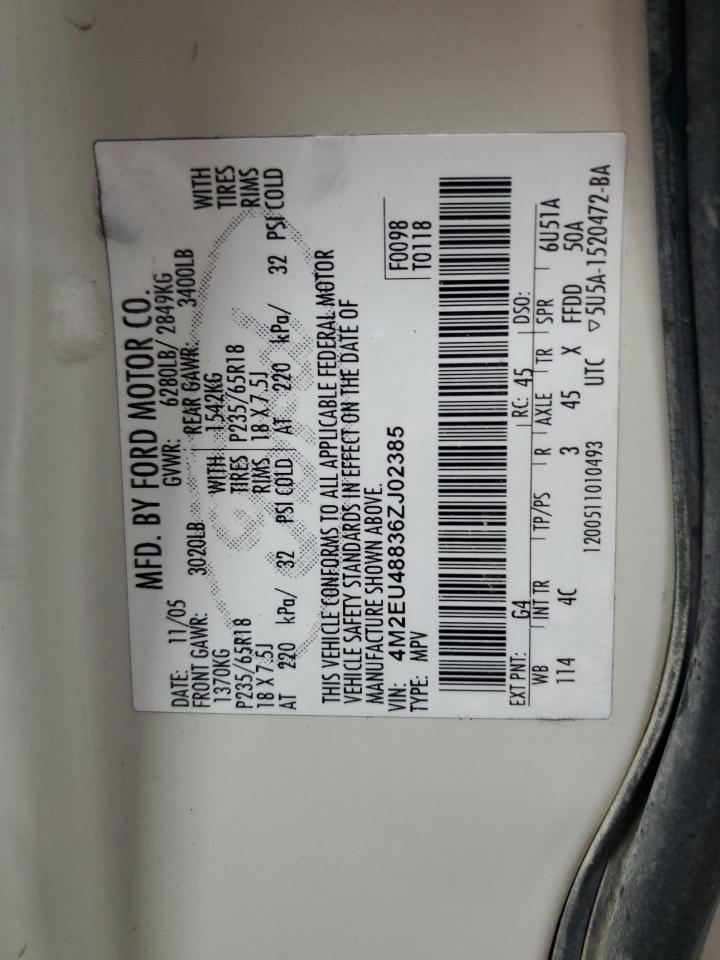 MFD. BY FORD MOTOR CO.
DATE: 11/05 GVWR: 6280LB/ 2849KG
FRONT GAWR: 3020LB REAR GAWR: 3400LB
1370KG WITH 1542KG WITH
P235/65R18 TIRES P235/65R18 TIRES
18 X 7.5J RIMS 18 X 7.5J RIMS
AT 220 kPa/ 32 PSI COLD AT 220 kPa/ 32 PSI COLD
THIS VEHICLE CONFORMS TO ALL APPLICABLE FEDERAL MOTOR
VEHICLE SAFETY STANDARDS IN EFFECT ON THE DATE OF
MANUFACTURE SHOWN ABOVE.
VIN: 4M2EU48836ZJ02385 F0098
TYPE: MPV T0118
EXT PNT: G4 RC: 45 DSO:
WB INT TR TP/PS R AXLE TR SPR 6U51A
114 4C 3 45 X FFDD 50A
1200511010493 UTC ▽5U5A-1520472-BA